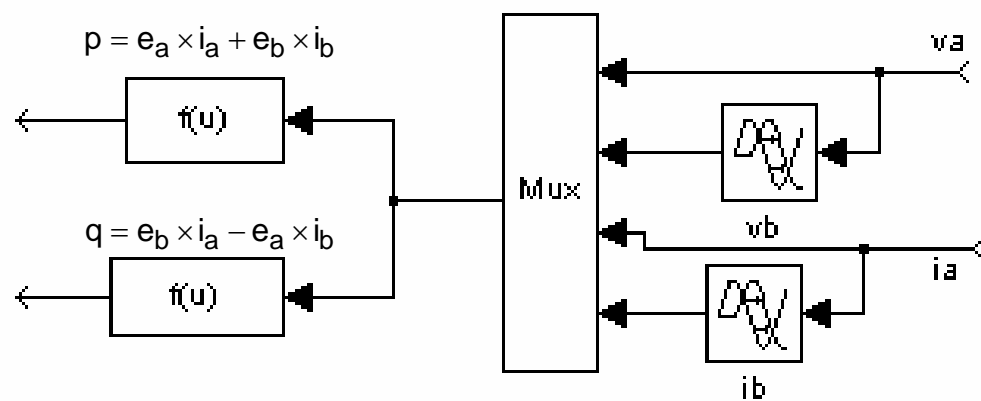 p = e_a × i_a + e_b × i_b
va
f(u)
Mux
vb
q = e_b × i_a − e_a × i_b
ia
f(u)
ib